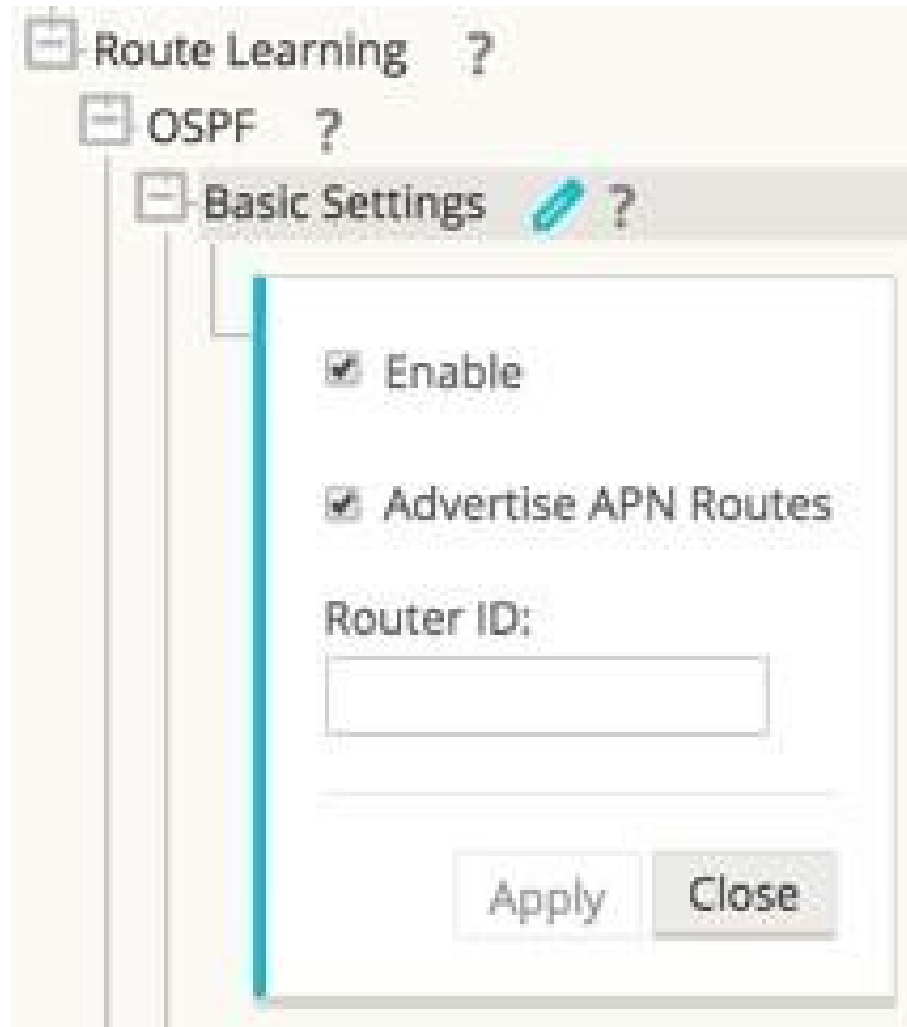 Route Learning ?
OSPF ?
Basic Settings ?
Enable
Advertise APN Routes
Router ID:
Apply Close